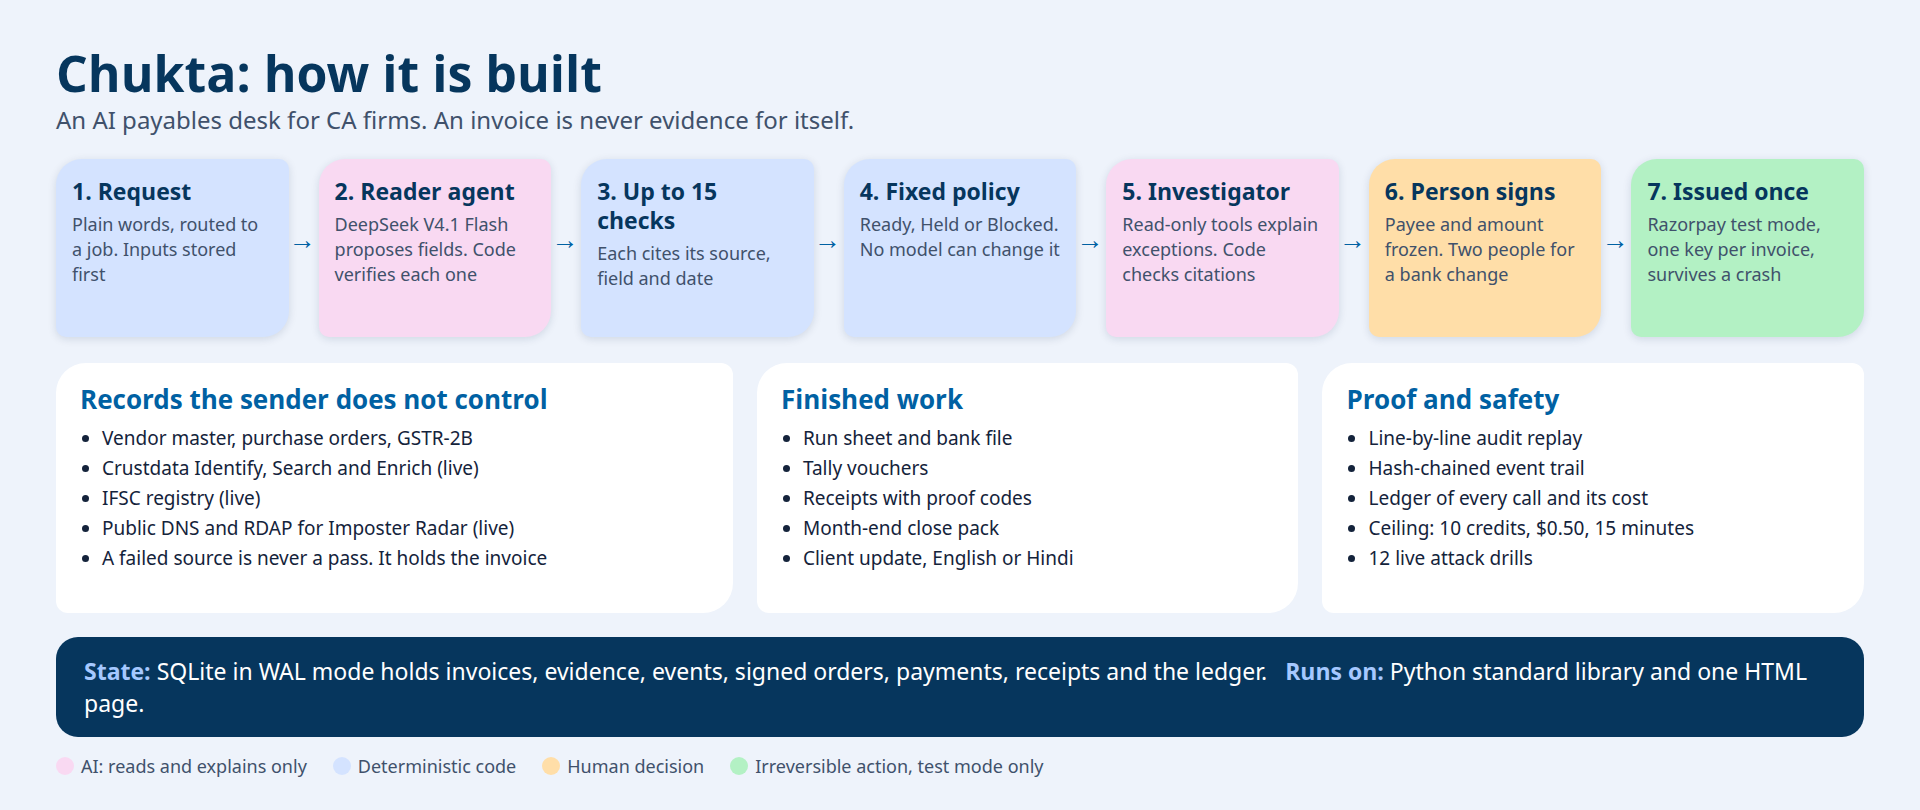 Chukta: how it is built
An AI payables desk for CA firms. An invoice is never evidence for itself.
1. Request
Plain words, routed to
a job. Inputs stored
first
→
2. Reader agent
DeepSeek V4.1 Flash
proposes fields. Code
verifies each one
→
3. Up to 15
checks
Each cites its source,
field and date
→
4. Fixed policy
Ready, Held or Blocked.
No model can change it
→
5. Investigator
Read-only tools explain
exceptions. Code
checks citations
→
6. Person signs
Payee and amount
frozen. Two people for
a bank change
→
7. Issued once
Razorpay test mode,
one key per invoice,
survives a crash
Records the sender does not control
• Vendor master, purchase orders, GSTR-2B
• Crustdata Identify, Search and Enrich (live)
• IFSC registry (live)
• Public DNS and RDAP for Imposter Radar (live)
• A failed source is never a pass. It holds the invoice
Finished work
• Run sheet and bank file
• Tally vouchers
• Receipts with proof codes
• Month-end close pack
• Client update, English or Hindi
Proof and safety
• Line-by-line audit replay
• Hash-chained event trail
• Ledger of every call and its cost
• Ceiling: 10 credits, $0.50, 15 minutes
• 12 live attack drills
State: SQLite in WAL mode holds invoices, evidence, events, signed orders, payments, receipts and the ledger. Runs on: Python standard library and one HTML
page.
AI: reads and explains only
Deterministic code
Human decision
Irreversible action, test mode only